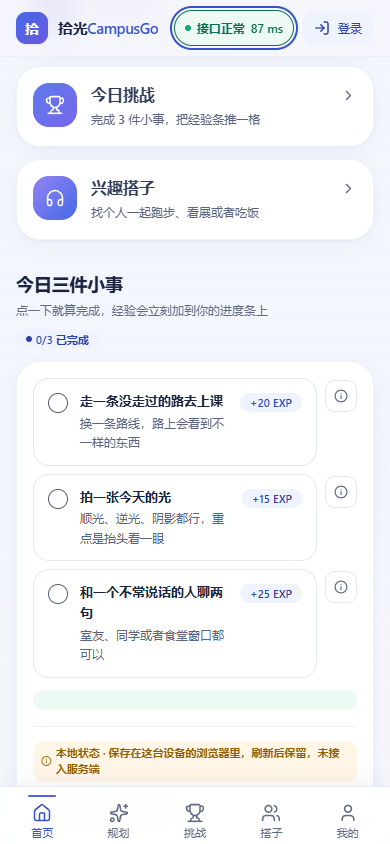 拾 拾光CampusGo 接口正常 87 ms 登录
今日挑战
完成 3 件小事，把经验条推一格
兴趣搭子
找个人一起跑步、看展或者吃饭
今日三件小事
点一下就算完成，经验会立刻加到你的进度条上
0/3 已完成
走一条没走过的路去上课 +20 EXP
换一条路线，路上会看到不
一样的东西
拍一张今天的光 +15 EXP
顺光、逆光、阴影都行，重
点是抬头看一眼
和一个不常说话的人聊两 +25 EXP
句
室友、同学或者食堂窗口都
可以
本地状态 · 保存在这台设备的浏览器里，刷新后保留，未接
入服务端
首页 规划 挑战 搭子 我的